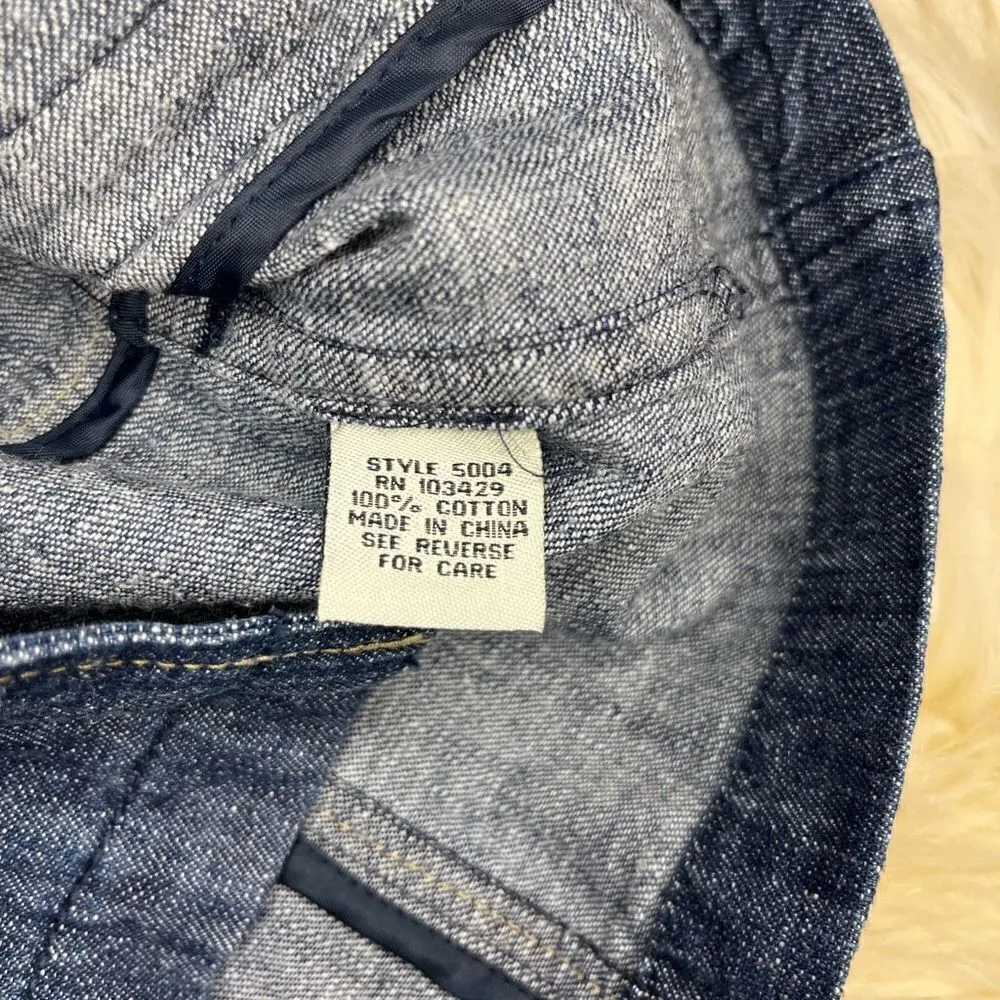 STYLE 5004
RN 103429
100% COTTON
MADE IN CHINA
SEE REVERSE
FOR CARE